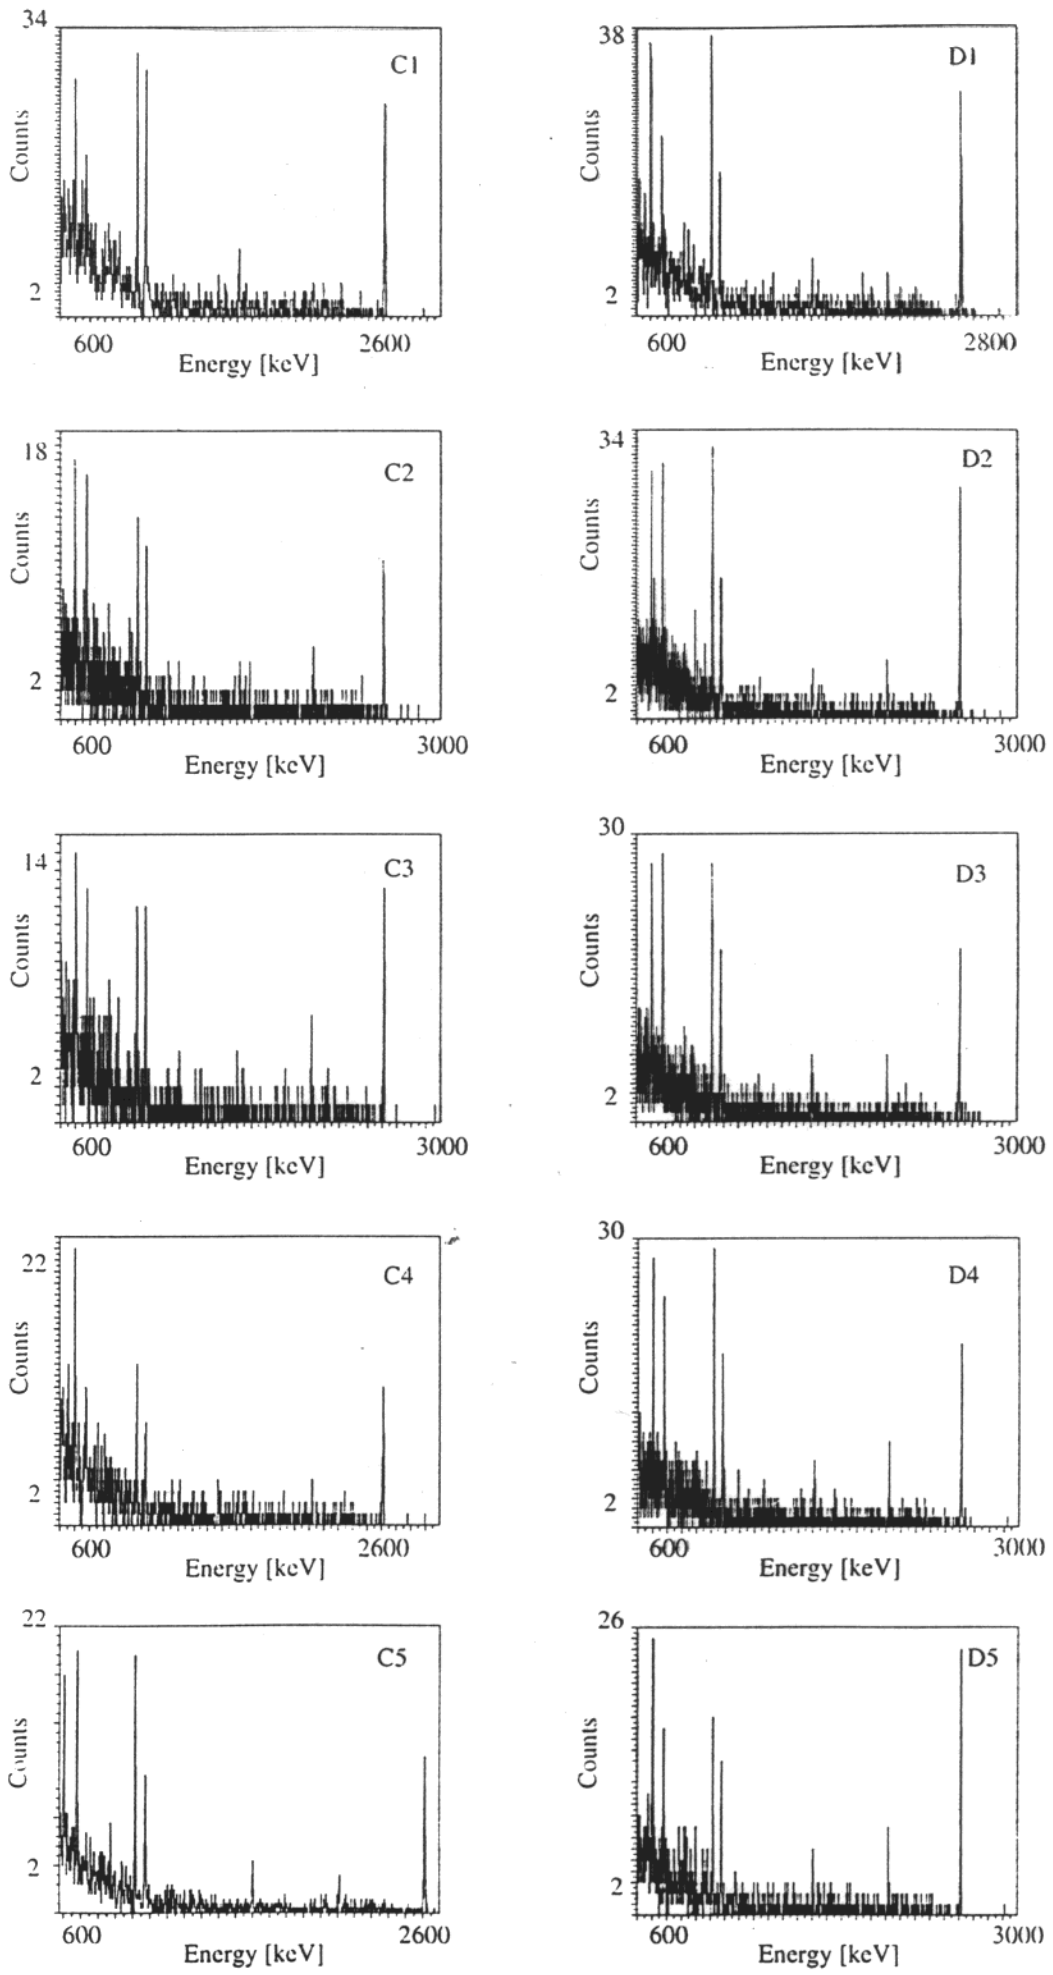 34
C1
Counts
2
600
2600
Energy [keV]
38
D1
Counts
2
600
2800
Energy [keV]
18
C2
Counts
2
600
3000
Energy [keV]
34
D2
Counts
2
600
3000
Energy [keV]
14
C3
Counts
2
600
3000
Energy [keV]
30
D3
Counts
2
600
3000
Energy [keV]
22
C4
Counts
2
600
2600
Energy [keV]
30
D4
Counts
2
600
3000
Energy [keV]
22
C5
Counts
2
600
2600
Energy [keV]
26
D5
Counts
2
600
3000
Energy [keV]